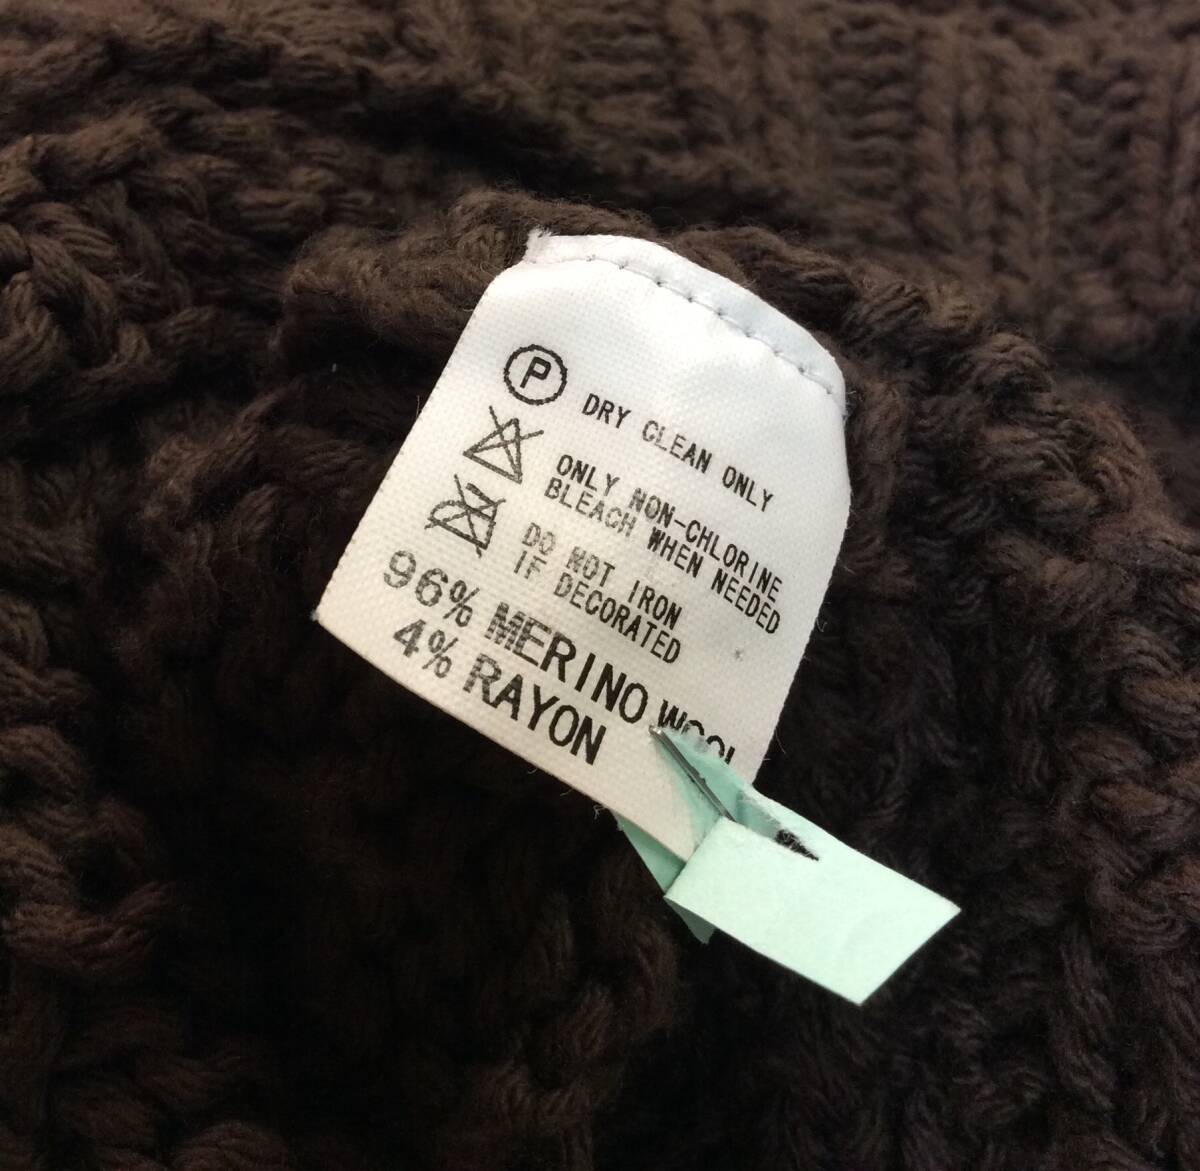 P
DRY CLEAN ONLY
ONLY NON-CHLORINE
BLEACH WHEN NEEDED
DO NOT IRON
IF DECORATED
96% MERINO WOOL
4% RAYON